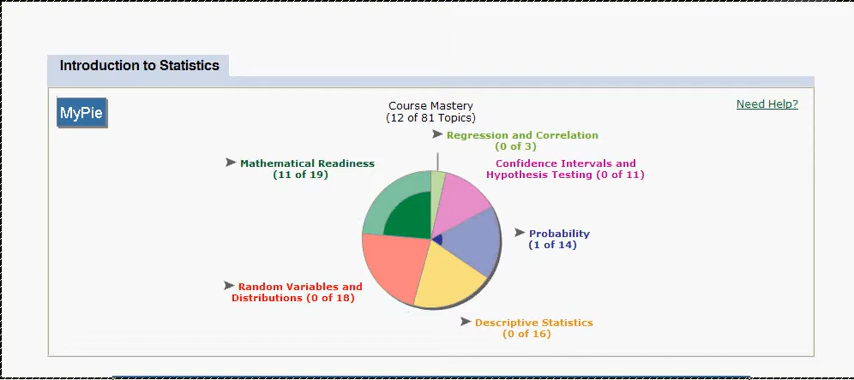 Introduction to Statistics
MyPie
Need Help?
Course Mastery
(12 of 81 Topics)
Regression and Correlation
(0 of 3)
Mathematical Readiness
(11 of 19)
Confidence Intervals and
Hypothesis Testing (0 of 11)
Probability
(1 of 14)
Random Variables and
Distributions (0 of 18)
Descriptive Statistics
(0 of 16)